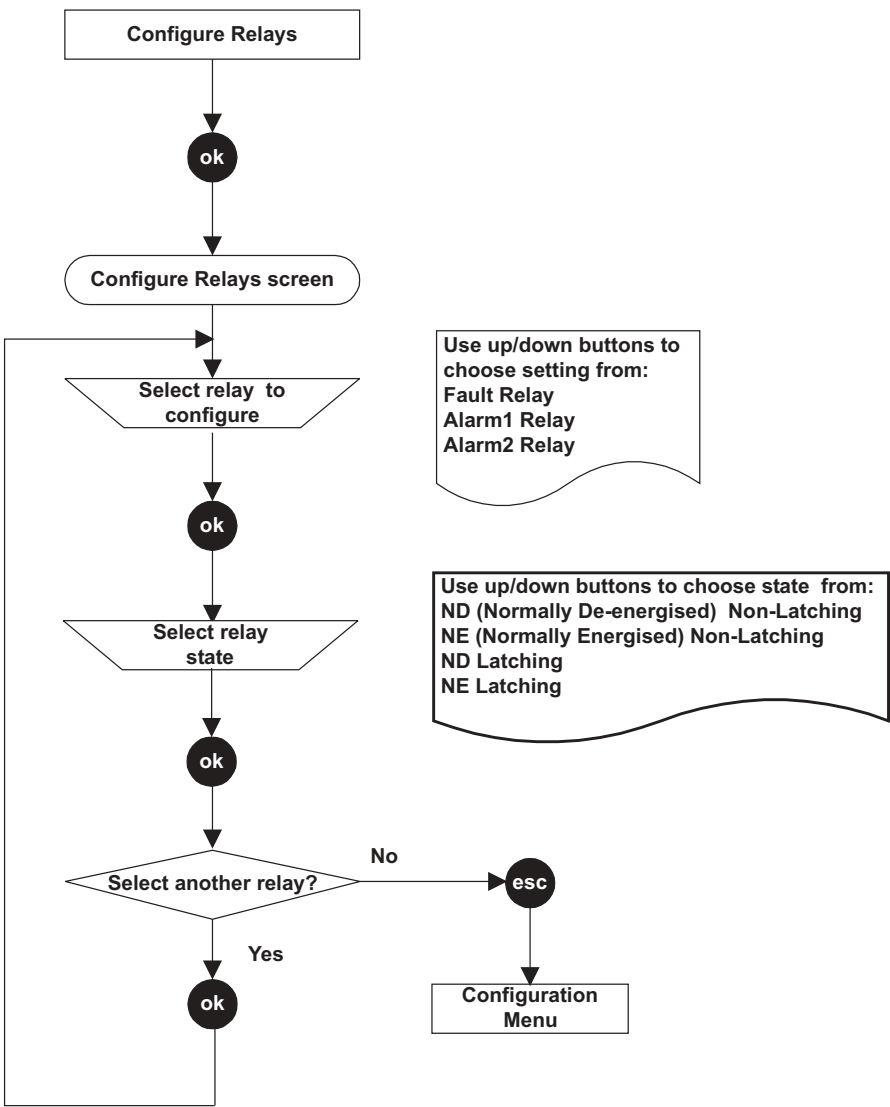 Configure Relays
ok
Configure Relays screen
Select relay to
configure
Use up/down buttons to
choose setting from:
Fault Relay
Alarm1 Relay
Alarm2 Relay
ok
Select relay
state
Use up/down buttons to choose state from:
ND (Normally De-energised) Non-Latching
NE (Normally Energised) Non-Latching
ND Latching
NE Latching
ok
Select another relay?
No
esc
Yes
ok
Configuration
Menu